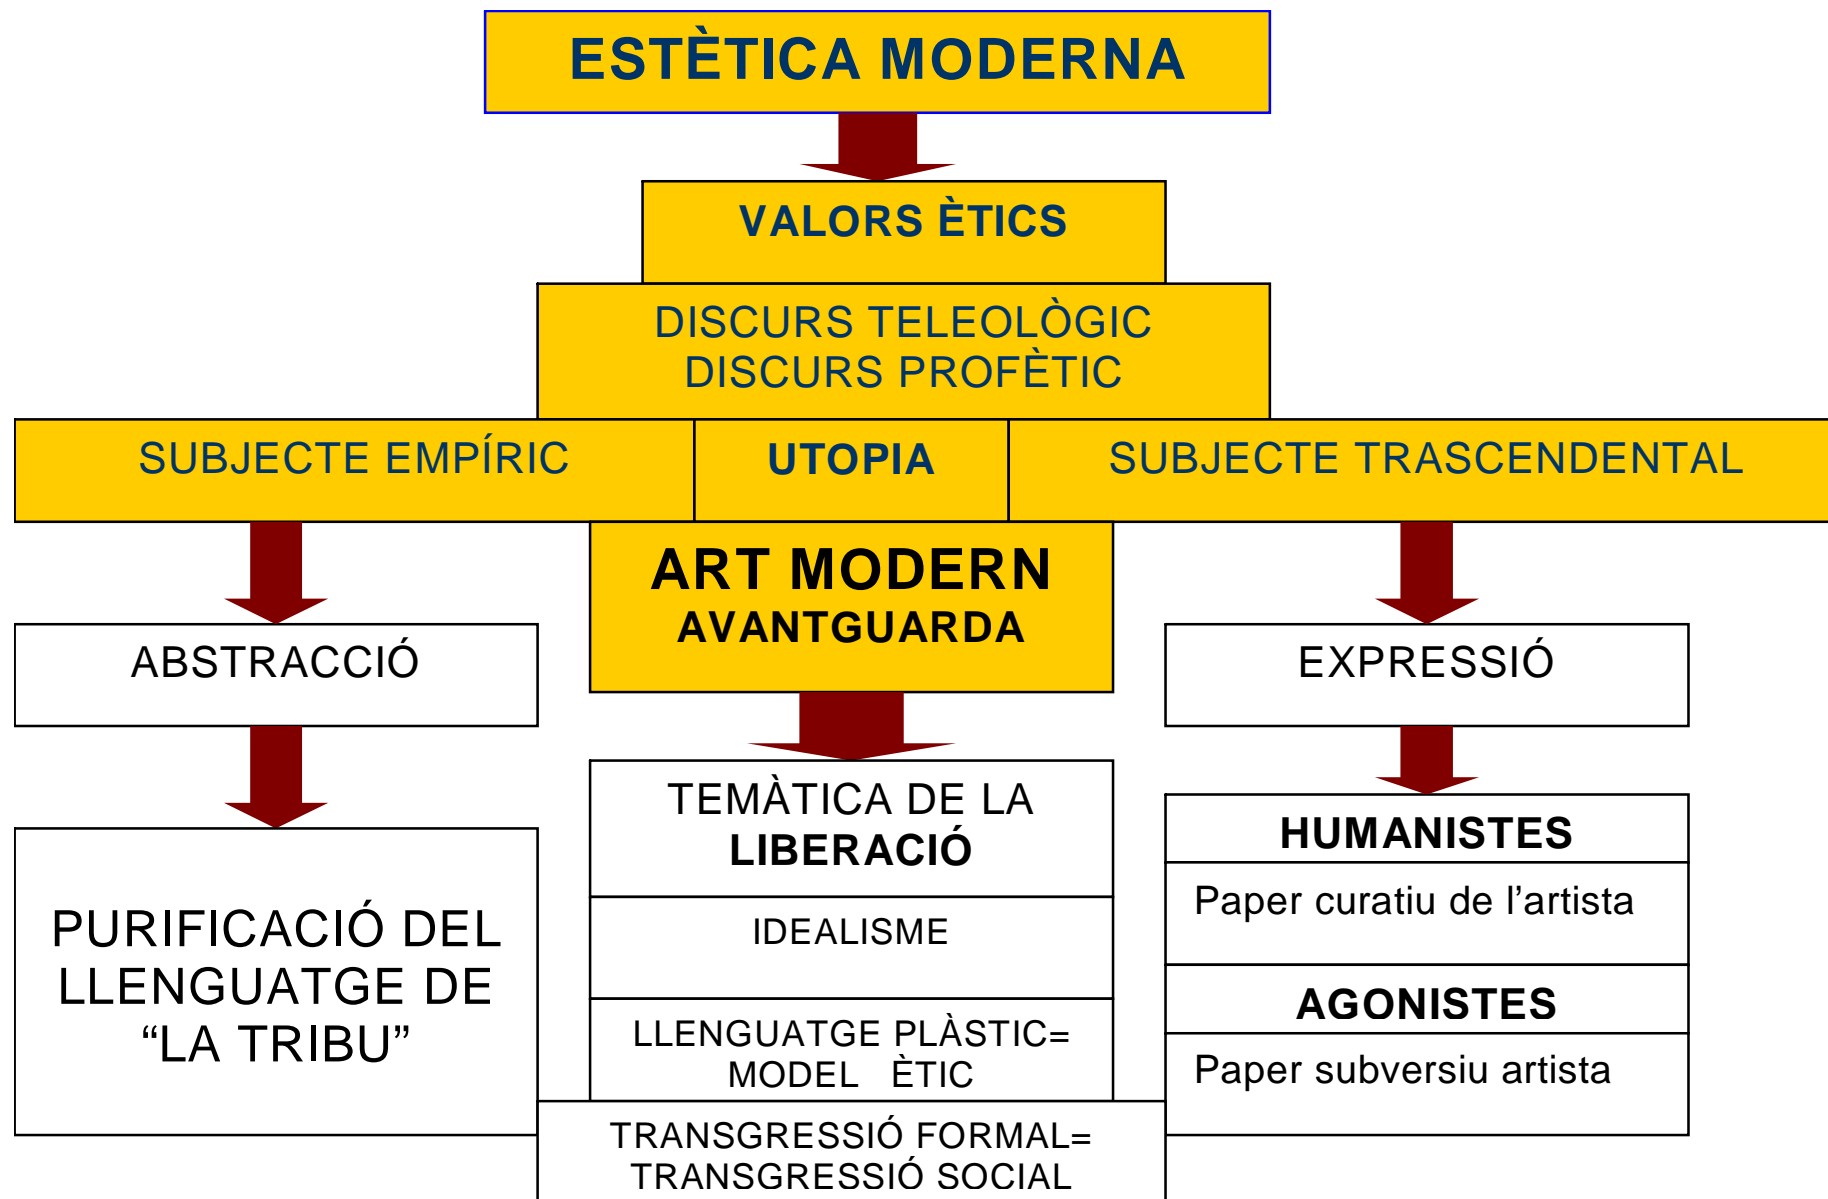 ESTÈTICA MODERNA
VALORS ÈTICS
DISCURS TELEOLÒGIC
DISCURS PROFÈTIC
SUBJECTE EMPÍRIC
UTOPIA
SUBJECTE TRASCENDENTAL
ART MODERN
AVANTGUARDA
ABSTRACCIÓ
EXPRESSIÓ
PURIFICACIÓ DEL
LLENGUATGE DE
“LA TRIBU”
TEMÀTICA DE LA
LIBERACIÓ
IDEALISME
LLENGUATGE PLÀSTIC=
MODEL ÈTIC
TRANSGRESSIÓ FORMAL=
TRANSGRESSIÓ SOCIAL
HUMANISTES
Paper curatiu de l’artista
AGONISTES
Paper subversiu artista